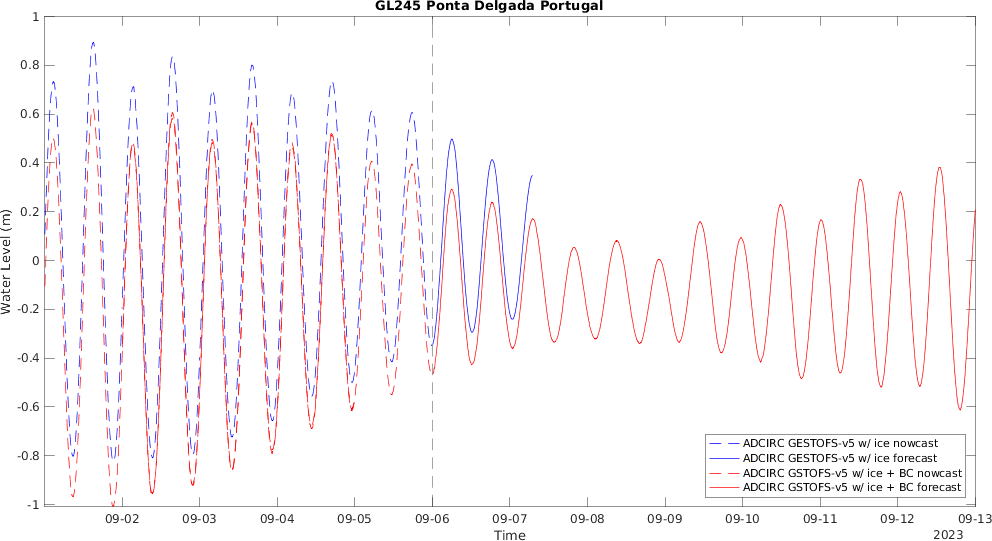 GL245 Ponta Delgada Portugal
1
0.8
0.6
0.4
0.2
0
-0.2
-0.4
-0.6
-0.8
-1
Water Level (m)
ADCIRC GESTOFS-v5 w/ ice nowcast
ADCIRC GESTOFS-v5 w/ ice forecast
ADCIRC GSTOFS-v5 w/ ice + BC nowcast
ADCIRC GSTOFS-v5 w/ ice + BC forecast
09-02 09-03 09-04 09-05 09-06 09-07 09-08 09-09 09-10 09-11 09-12 09-13
Time
2023